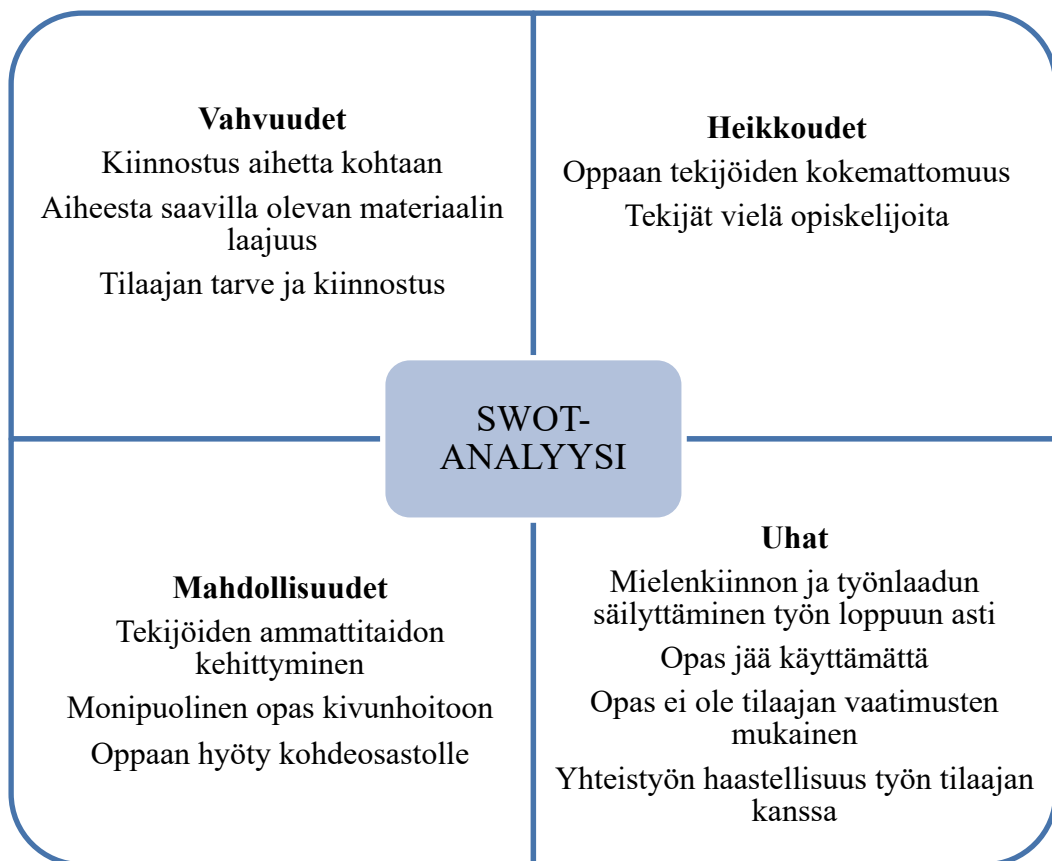 Vahvuudet
Kiinnostus aihetta kohtaan
Aiheesta saavilla olevan materiaalin
laajuus
Tilaajan tarve ja kiinnostus
Heikkoudet
Oppaan tekijöiden kokemattomuus
Tekijät vielä opiskelijoita
SWOT-
ANALYYSI
Mahdollisuudet
Tekijöiden ammattitaidon
kehittyminen
Monipuolinen opas kivunhoitoon
Oppaan hyöty kohdeosastolle
Uhat
Mielenkiinnon ja työnlaadun
säilyttäminen työn loppuun asti
Opas jää käyttämättä
Opas ei ole tilaajan vaatimusten
mukainen
Yhteistyön haastellisuus työn tilaajan
kanssa